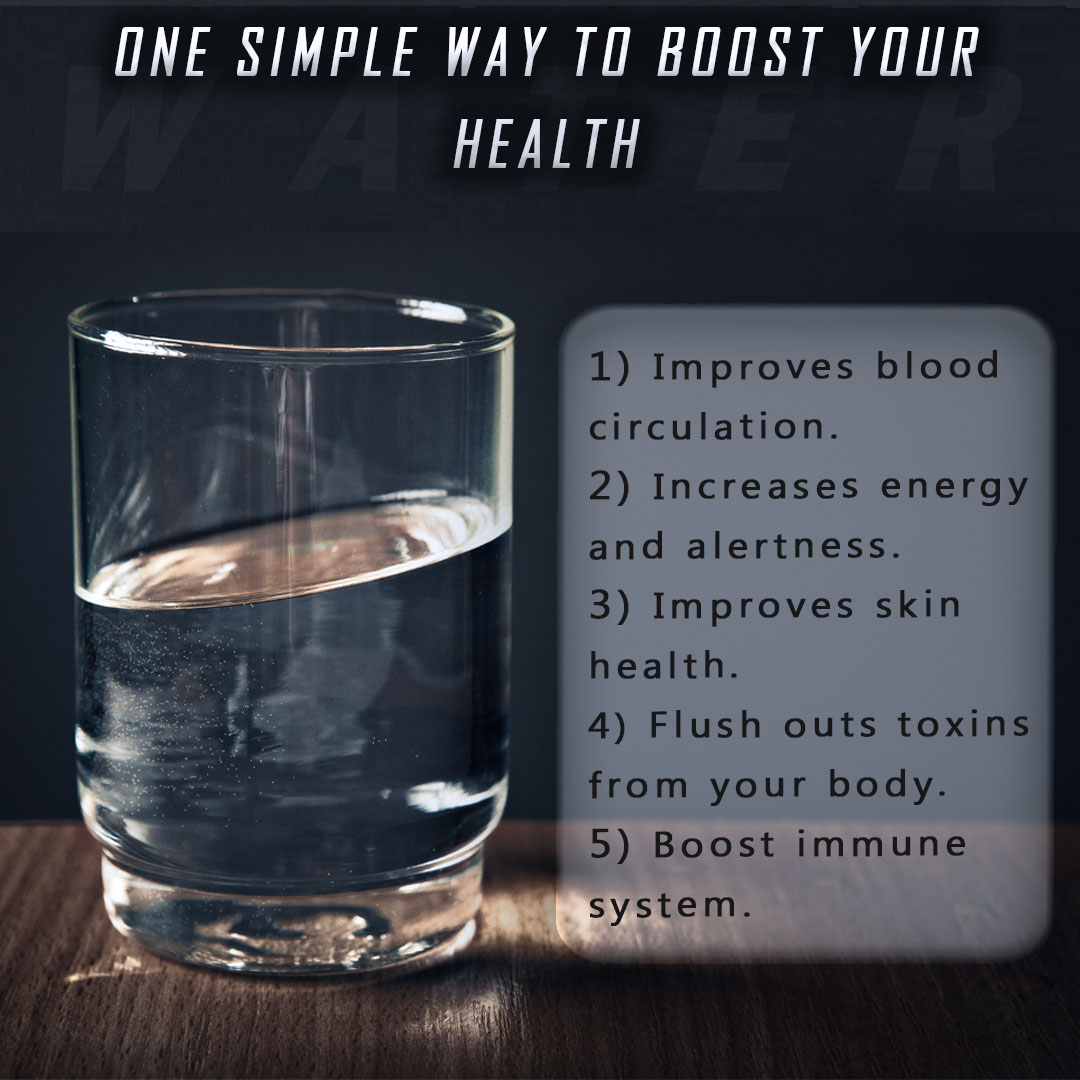 ONE SIMPLE WAY TO BOOST YOUR
HEALTH
WATER
1) Improves blood
circulation.
2) Increases energy
and alertness.
3) Improves skin
health.
4) Flush outs toxins
from your body.
5) Boost immune
system.